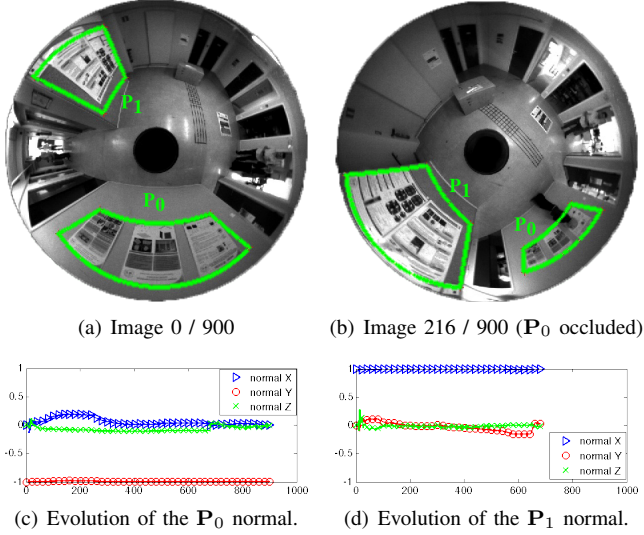 P1
P0
P1
P0
(a) Image 0 / 900
(b) Image 216 / 900 (P0 occluded)
1
0.5
0
-0.5
-1
0 200 400 600 800 1000
normal X
normal Y
normal Z
1
0.5
0
-0.5
-1
0 200 400 600 800 1000
normal X
normal Y
normal Z
(c) Evolution of the P0 normal.
(d) Evolution of the P1 normal.